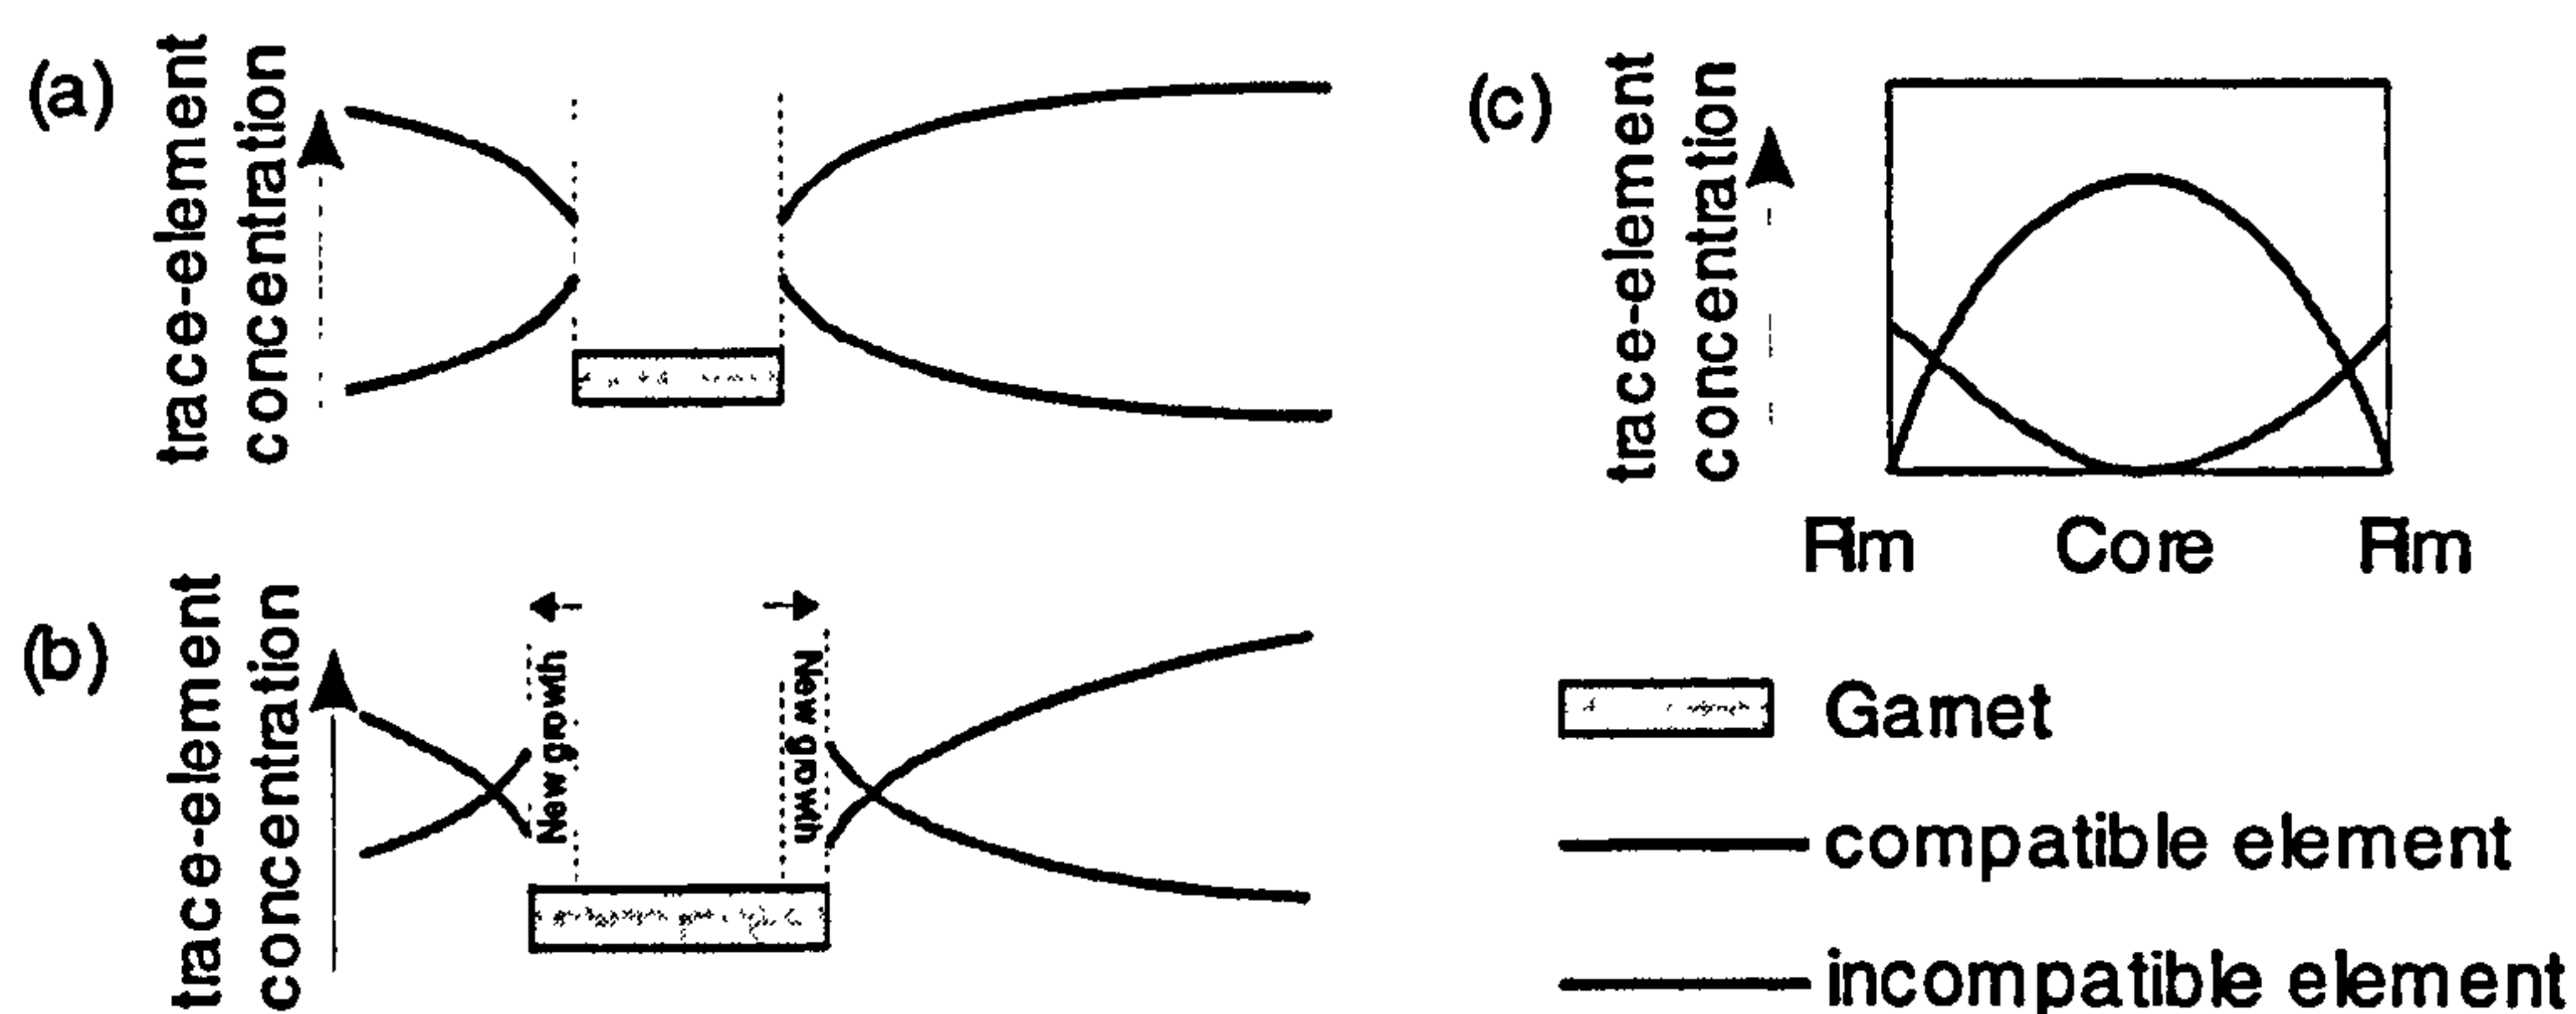 (a)
trace-element
concentration
(b)
trace-element
concentration
New growth
New growth
(c)
trace-element
concentration
Rim Core Rim
Garnet
compatible element
incompatible element